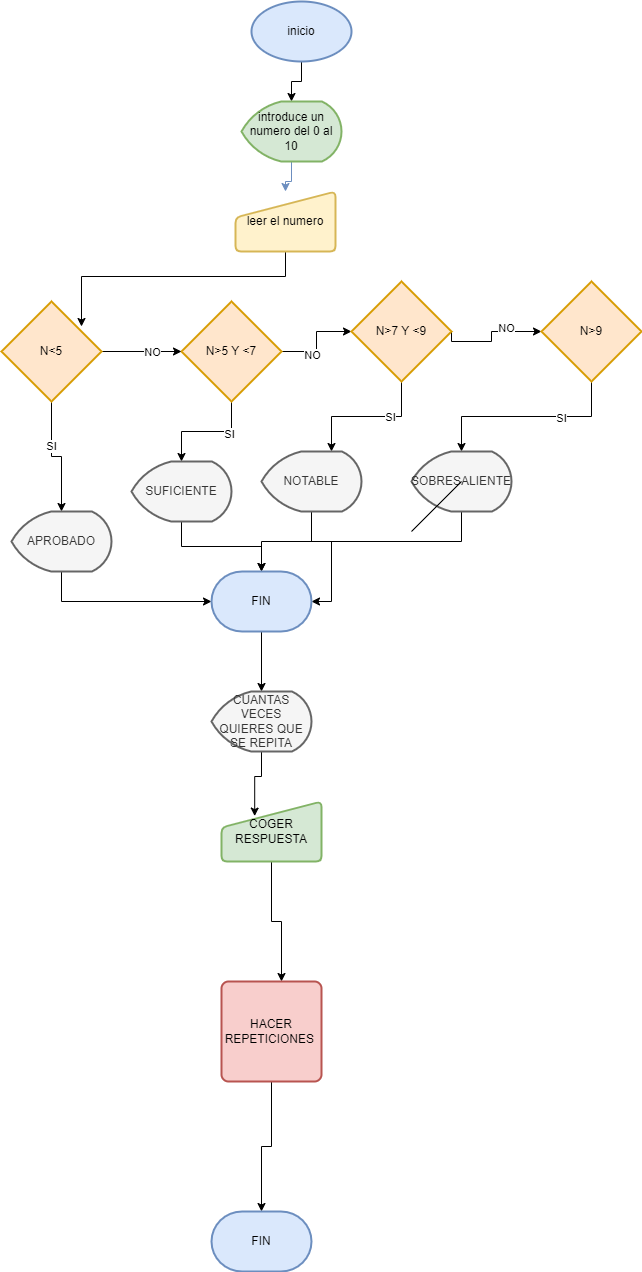 inicio
introduce un
numero del 0 al
10
leer el numero
N<5
NO
N>5 Y <7
NO
N>7 Y <9
NO
N>9
SI
SI
SI
SI
APROBADO
SUFICIENTE
NOTABLE
SOBRESALIENTE
FIN
CUANTAS
VECES
QUIERES QUE
SE REPITA
COGER
RESPUESTA
HACER
REPETICIONES
FIN